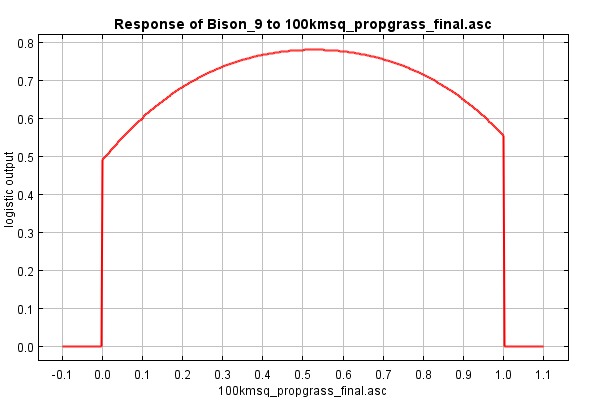 Response of Bison_9 to 100kmsq_propgrass_final.asc
logistic output
0.8
0.7
0.6
0.5
0.4
0.3
0.2
0.1
0.0
-0.1 0.0 0.1 0.2 0.3 0.4 0.5 0.6 0.7 0.8 0.9 1.0 1.1
100kmsq_propgrass_final.asc